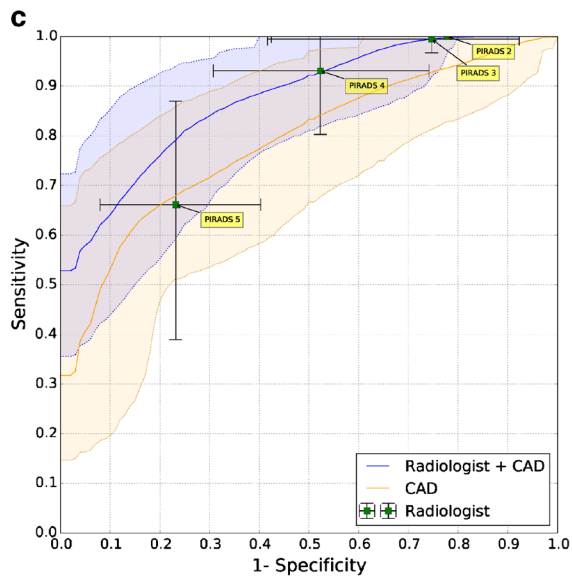 c
1.0
0.9
0.8
0.7
0.6
0.5
0.4
0.3
0.2
0.1
0.0
Sensitivity
PIRADS 2
PIRADS 3
PIRADS 4
PIRADS 5
Radiologist + CAD
CAD
Radiologist
0.0 0.1 0.2 0.3 0.4 0.5 0.6 0.7 0.8 0.9 1.0
1- Specificity